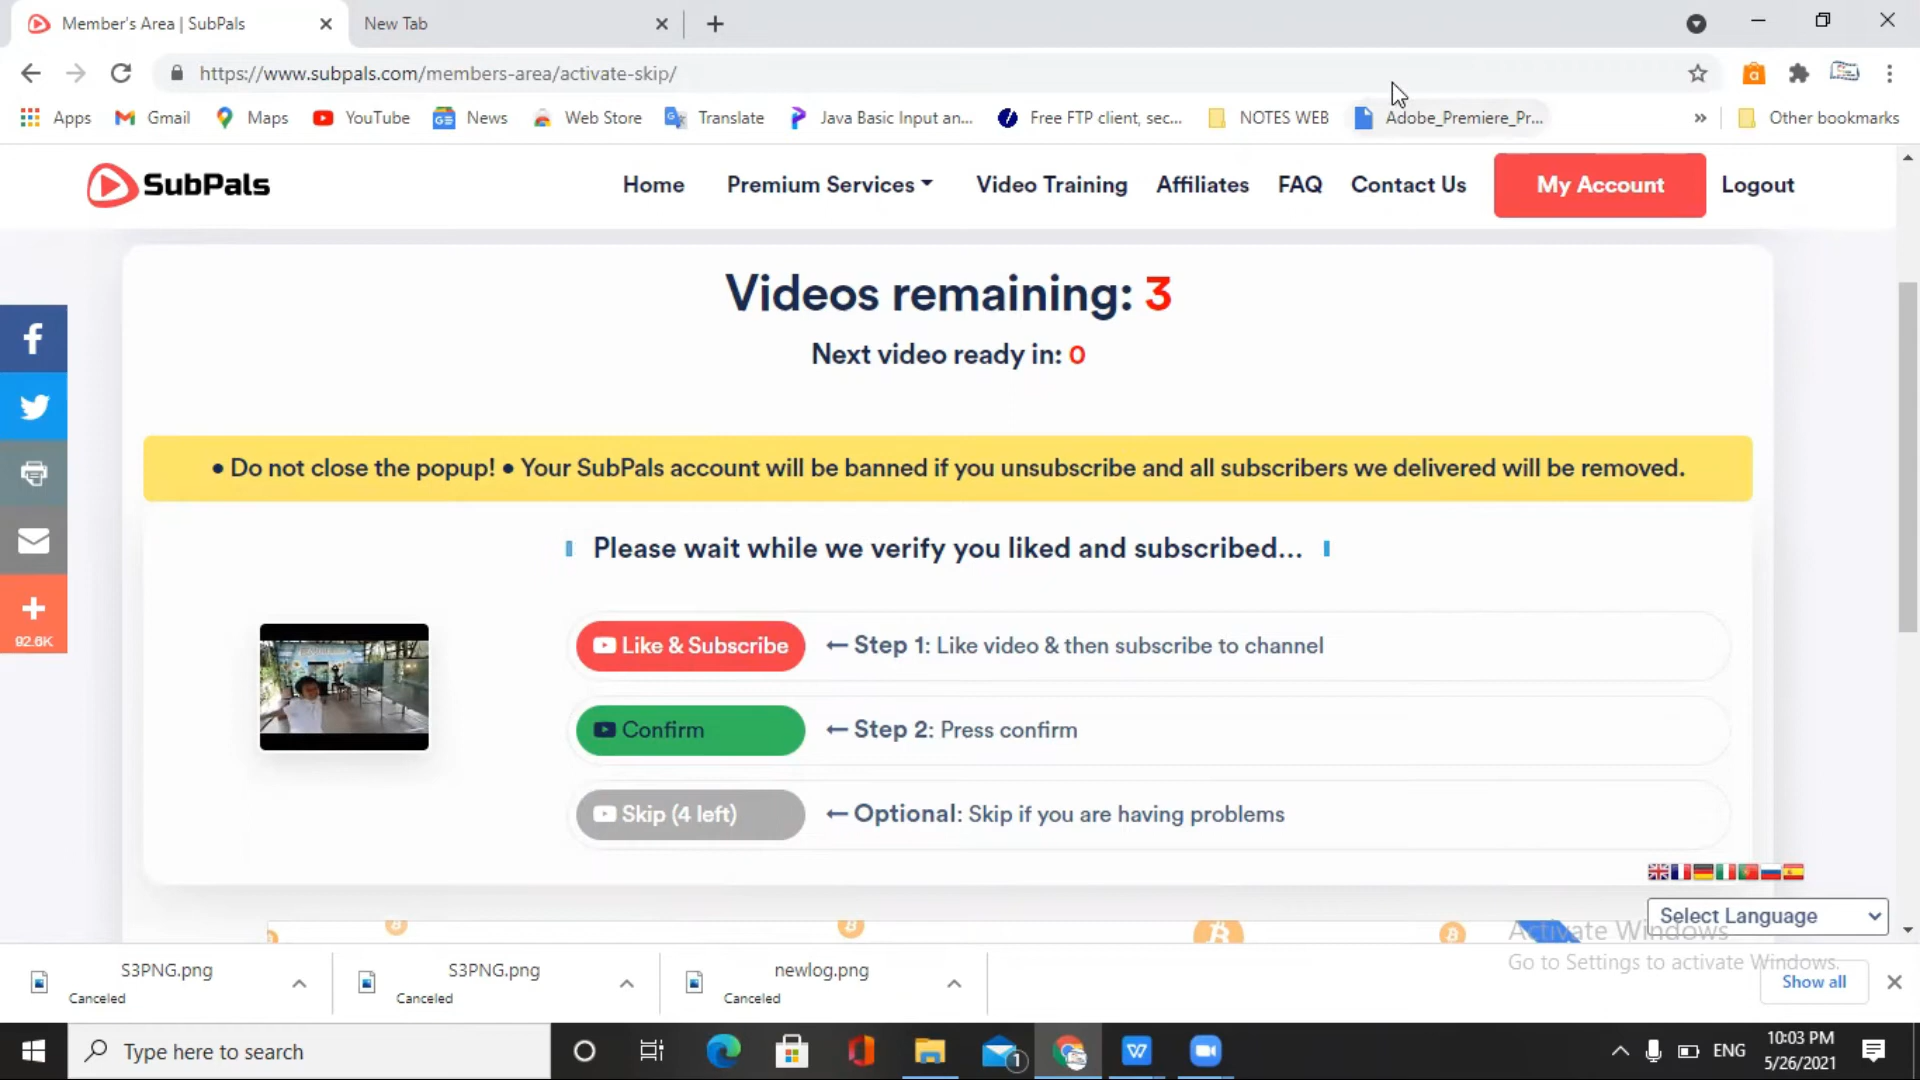 Member's Area | SubPals
New Tab
https://www.subpals.com/members-area/activate-skip/
Apps
Gmail
Maps
YouTube
News
Web Store
Translate
Java Basic Input an...
Free FTP client, sec...
NOTES WEB
Adobe_Premiere_Pr...
Other bookmarks
SubPals
Home
Premium Services
Video Training
Affiliates
FAQ
Contact Us
My Account
Logout
Videos remaining: 3
Next video ready in: 0
• Do not close the popup! • Your SubPals account will be banned if you unsubscribe and all subscribers we delivered will be removed.
Please wait while we verify you liked and subscribed...
92.6K
Like & Subscribe
← Step 1: Like video & then subscribe to channel
Confirm
← Step 2: Press confirm
Skip (4 left)
← Optional: Skip if you are having problems
Select Language
Activate Windows
Go to Settings to activate Windows.
S3PNG.png
Canceled
S3PNG.png
Canceled
newlog.png
Canceled
Show all
Type here to search
1
ENG
10:03 PM
5/26/2021